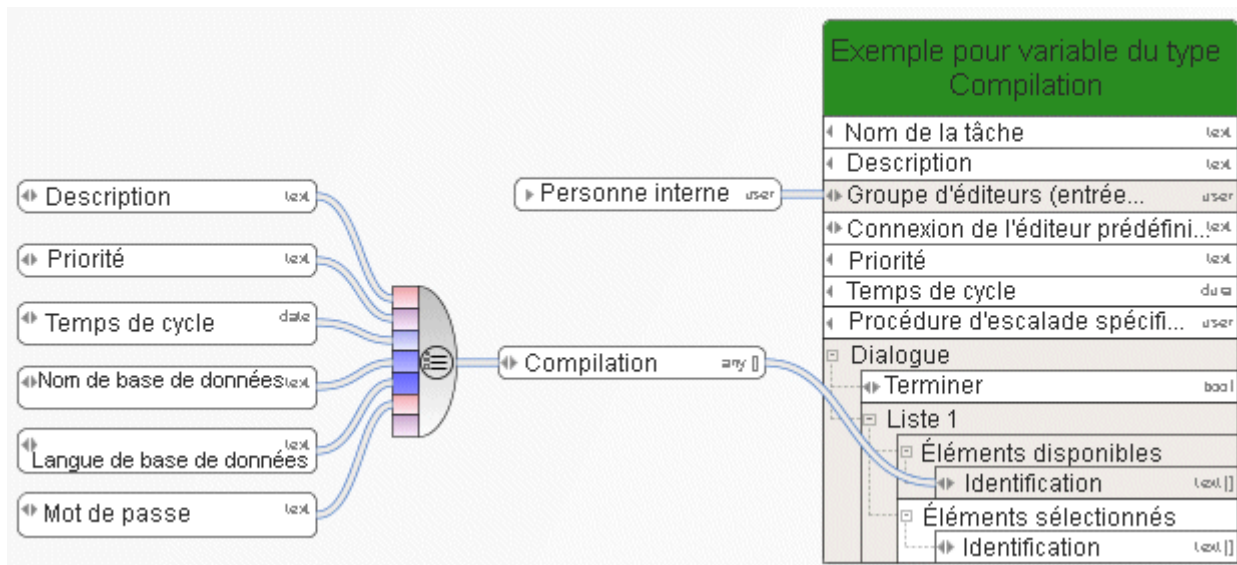 Exemple pour variable du type
Compilation
Nom de la tâche text
Description text
Groupe d'éditeurs (entrée... user
Connexion de l'éditeur prédéfini... text
Priorité text
Temps de cycle dura
Procédure d'escalade spécifi... user
Dialogue
Terminer bool
Liste 1
Éléments disponibles
Identification text []
Éléments sélectionnés
Identification text []
Personne interne user
Compilation any []
Description text
Priorité text
Temps de cycle date
Nom de base de données text
Langue de base de données text
Mot de passe text